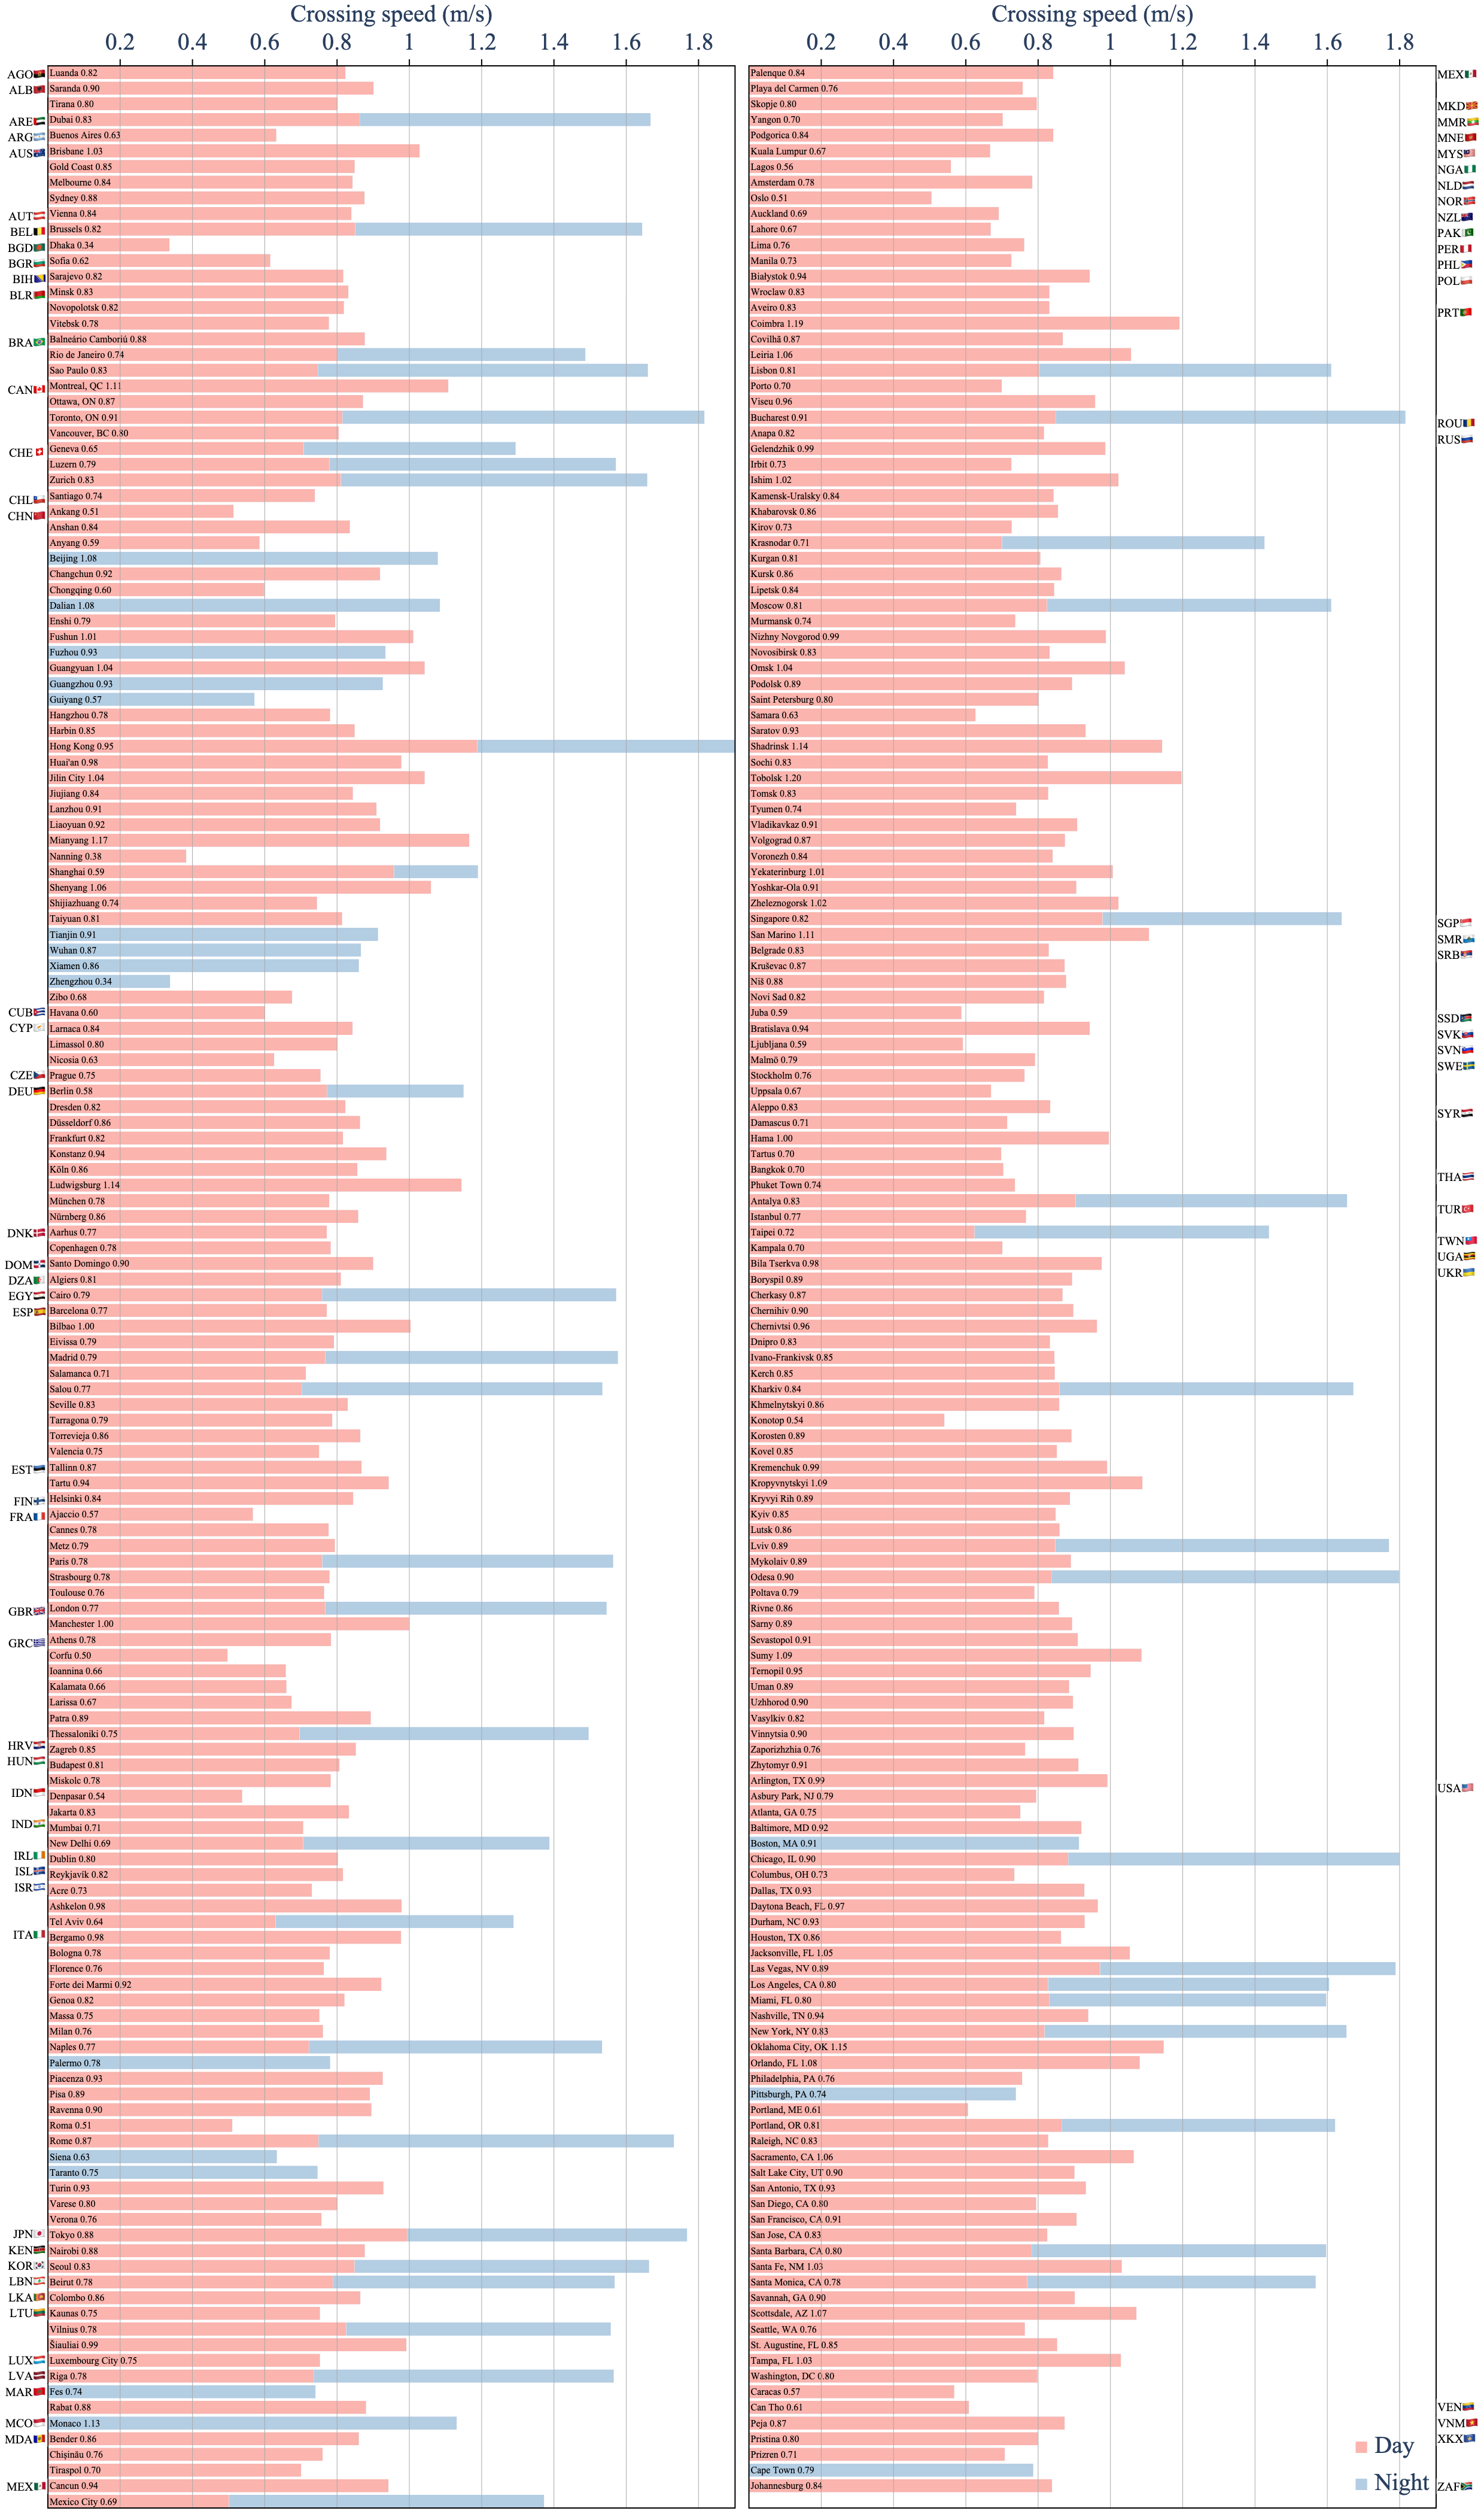 Crossing speed (m/s)
0.2 0.4 0.6 0.8 1 1.2 1.4 1.6 1.8
AGO Luanda 0.82
ALB Saranda 0.90
Tirana 0.80
ARE Dubai 0.83
ARG Buenos Aires 0.63
AUS Brisbane 1.03
Gold Coast 0.85
Melbourne 0.84
Sydney 0.88
AUT Vienna 0.84
BEL Brussels 0.82
BGD Dhaka 0.34
BGR Sofia 0.62
BIH Sarajevo 0.82
BLR Minsk 0.83
Novopolotsk 0.82
Vitebsk 0.78
BRA Balneário Camboriú 0.88
Rio de Janeiro 0.74
Sao Paulo 0.83
CAN Montreal, QC 1.11
Ottawa, ON 0.87
Toronto, ON 0.91
Vancouver, BC 0.80
CHE Geneva 0.65
Luzern 0.79
Zurich 0.83
CHL Santiago 0.74
CHN Ankang 0.51
Anshan 0.84
Anyang 0.59
Beijing 1.08
Changchun 0.92
Chongqing 0.60
Dalian 1.08
Enshi 0.79
Fushun 1.01
Fuzhou 0.93
Guangyuan 1.04
Guangzhou 0.93
Guiyang 0.57
Hangzhou 0.78
Harbin 0.85
Hong Kong 0.95
Huai'an 0.98
Jilin City 1.04
Jiujiang 0.84
Lanzhou 0.91
Liaoyuan 0.92
Mianyang 1.17
Nanning 0.38
Shanghai 0.59
Shenyang 1.06
Shijiazhuang 0.74
Taiyuan 0.81
Tianjin 0.91
Wuhan 0.87
Xiamen 0.86
Zhengzhou 0.34
Zibo 0.68
CUB Havana 0.60
CYP Larnaca 0.84
Limassol 0.80
Nicosia 0.63
CZE Prague 0.75
DEU Berlin 0.58
Dresden 0.82
Düsseldorf 0.86
Frankfurt 0.82
Konstanz 0.94
Köln 0.86
Ludwigsburg 1.14
München 0.78
Nürnberg 0.86
DNK Aarhus 0.77
Copenhagen 0.78
DOM Santo Domingo 0.90
DZA Algiers 0.81
EGY Cairo 0.79
ESP Barcelona 0.77
Bilbao 1.00
Eivissa 0.79
Madrid 0.79
Salamanca 0.71
Salou 0.77
Seville 0.83
Tarragona 0.79
Torrevieja 0.86
Valencia 0.75
EST Tallinn 0.87
Tartu 0.94
FIN Helsinki 0.84
FRA Ajaccio 0.57
Cannes 0.78
Metz 0.79
Paris 0.78
Strasbourg 0.78
Toulouse 0.76
GBR London 0.77
Manchester 1.00
GRC Athens 0.78
Corfu 0.50
Ioannina 0.66
Kalamata 0.66
Larissa 0.67
Patra 0.89
Thessaloniki 0.75
HRV Zagreb 0.85
HUN Budapest 0.81
Miskolc 0.78
IDN Denpasar 0.54
Jakarta 0.83
IND Mumbai 0.71
New Delhi 0.69
IRL Dublin 0.80
ISL Reykjavík 0.82
ISR Acre 0.73
Ashkelon 0.98
Tel Aviv 0.64
ITA Bergamo 0.98
Bologna 0.78
Florence 0.76
Forte dei Marmi 0.92
Genoa 0.82
Massa 0.75
Milan 0.76
Naples 0.77
Palermo 0.78
Piacenza 0.93
Pisa 0.89
Ravenna 0.90
Roma 0.51
Rome 0.87
Siena 0.63
Taranto 0.75
Turin 0.93
Varese 0.80
Verona 0.76
JPN Tokyo 0.88
KEN Nairobi 0.88
KOR Seoul 0.83
LBN Beirut 0.78
LKA Colombo 0.86
LTU Kaunas 0.75
Vilnius 0.78
Šiauliai 0.99
LUX Luxembourg City 0.75
LVA Riga 0.78
MAR Fes 0.74
Rabat 0.88
MCO Monaco 1.13
MDA Bender 0.86
Chișinău 0.76
Tiraspol 0.70
MEX Cancun 0.94
Mexico City 0.69
Crossing speed (m/s)
0.2 0.4 0.6 0.8 1 1.2 1.4 1.6 1.8
Palenque 0.84 MEX
Playa del Carmen 0.76
Skopje 0.80 MKD
Yangon 0.70 MMR
Podgorica 0.84 MNE
Kuala Lumpur 0.67 MYS
Lagos 0.56 NGA
Amsterdam 0.78 NLD
Oslo 0.51 NOR
Auckland 0.69 NZL
Lahore 0.67 PAK
Lima 0.76 PER
Manila 0.73 PHL
Białystok 0.94 POL
Wroclaw 0.83
Aveiro 0.83 PRT
Coimbra 1.19
Covilhã 0.87
Leiria 1.06
Lisbon 0.81
Porto 0.70
Viseu 0.96
Bucharest 0.91 ROU
Anapa 0.82 RUS
Gelendzhik 0.99
Irbit 0.73
Ishim 1.02
Kamensk-Uralsky 0.84
Khabarovsk 0.86
Kirov 0.73
Krasnodar 0.71
Kurgan 0.81
Kursk 0.86
Lipetsk 0.84
Moscow 0.81
Murmansk 0.74
Nizhny Novgorod 0.99
Novosibirsk 0.83
Omsk 1.04
Podolsk 0.89
Saint Petersburg 0.80
Samara 0.63
Saratov 0.93
Shadrinsk 1.14
Sochi 0.83
Tobolsk 1.20
Tomsk 0.83
Tyumen 0.74
Vladikavkaz 0.91
Volgograd 0.87
Voronezh 0.84
Yekaterinburg 1.01
Yoshkar-Ola 0.91
Zheleznogorsk 1.02
Singapore 0.82 SGP
San Marino 1.11 SMR
Belgrade 0.83 SRB
Kruševac 0.87
Niš 0.88
Novi Sad 0.82
Juba 0.59 SSD
Bratislava 0.94 SVK
Ljubljana 0.59 SVN
Malmö 0.79 SWE
Stockholm 0.76
Uppsala 0.67
Aleppo 0.83 SYR
Damascus 0.71
Hama 1.00
Tartus 0.70
Bangkok 0.70 THA
Phuket Town 0.74
Antalya 0.83 TUR
Istanbul 0.77
Taipei 0.72 TWN
Kampala 0.70 UGA
Bila Tserkva 0.98 UKR
Boryspil 0.89
Cherkasy 0.87
Chernihiv 0.90
Chernivtsi 0.96
Dnipro 0.83
Ivano-Frankivsk 0.85
Kerch 0.85
Kharkiv 0.84
Khmelnytskyi 0.86
Konotop 0.54
Korosten 0.89
Kovel 0.85
Kremenchuk 0.99
Kropyvnytskyi 1.09
Kryvyi Rih 0.89
Kyiv 0.85
Lutsk 0.86
Lviv 0.89
Mykolaiv 0.89
Odesa 0.90
Poltava 0.79
Rivne 0.86
Sarny 0.89
Sevastopol 0.91
Sumy 1.09
Ternopil 0.95
Uman 0.89
Uzhhorod 0.90
Vasylkiv 0.82
Vinnytsia 0.90
Zaporizhzhia 0.76
Zhytomyr 0.91
Arlington, TX 0.99 USA
Asbury Park, NJ 0.79
Atlanta, GA 0.75
Baltimore, MD 0.92
Boston, MA 0.91
Chicago, IL 0.90
Columbus, OH 0.73
Dallas, TX 0.93
Daytona Beach, FL 0.97
Durham, NC 0.93
Houston, TX 0.86
Jacksonville, FL 1.05
Las Vegas, NV 0.89
Los Angeles, CA 0.80
Miami, FL 0.80
Nashville, TN 0.94
New York, NY 0.83
Oklahoma City, OK 1.15
Orlando, FL 1.08
Philadelphia, PA 0.76
Pittsburgh, PA 0.74
Portland, ME 0.61
Portland, OR 0.81
Raleigh, NC 0.83
Sacramento, CA 1.06
Salt Lake City, UT 0.90
San Antonio, TX 0.93
San Diego, CA 0.80
San Francisco, CA 0.91
San Jose, CA 0.83
Santa Barbara, CA 0.80
Santa Fe, NM 1.03
Santa Monica, CA 0.78
Savannah, GA 0.90
Scottsdale, AZ 1.07
Seattle, WA 0.76
St. Augustine, FL 0.85
Tampa, FL 1.03
Washington, DC 0.80
Caracas 0.57 VEN
Can Tho 0.61 VNM
Peja 0.87 XKX
Pristina 0.80
Prizren 0.71
Cape Town 0.79 ZAF
Johannesburg 0.84
Day
Night